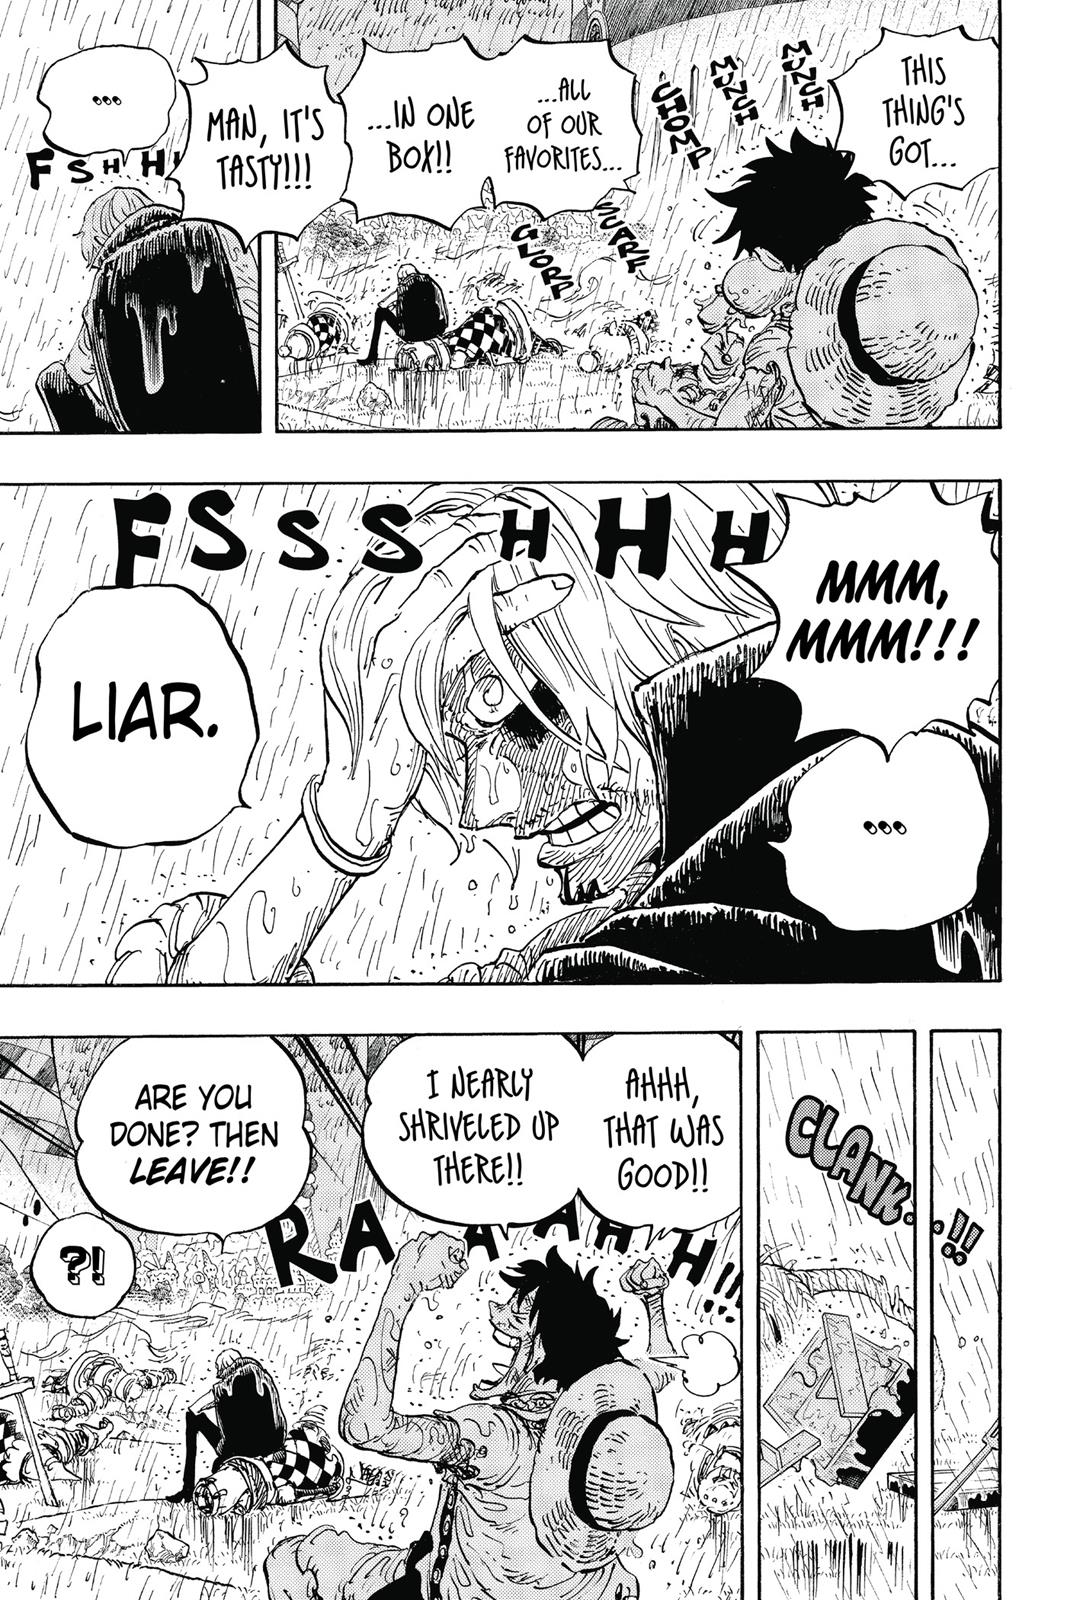 THIS
THING'S
GOT...
MUNCH
MUNCH
CHOMP
...ALL
OF OUR
FAVORITES...
SCARF
GLORP
...IN ONE
BOX!!
MAN, IT'S
TASTY!!!
...
FSHH
MMM,
MMM!!!
...
FSSSHHH
LIAR.
CLANK...!!
AHHH,
THAT WAS
GOOD!!
I NEARLY
SHRIVELED UP
THERE!!
RAAAAHH!!!
ARE YOU
DONE? THEN
LEAVE!!
?!